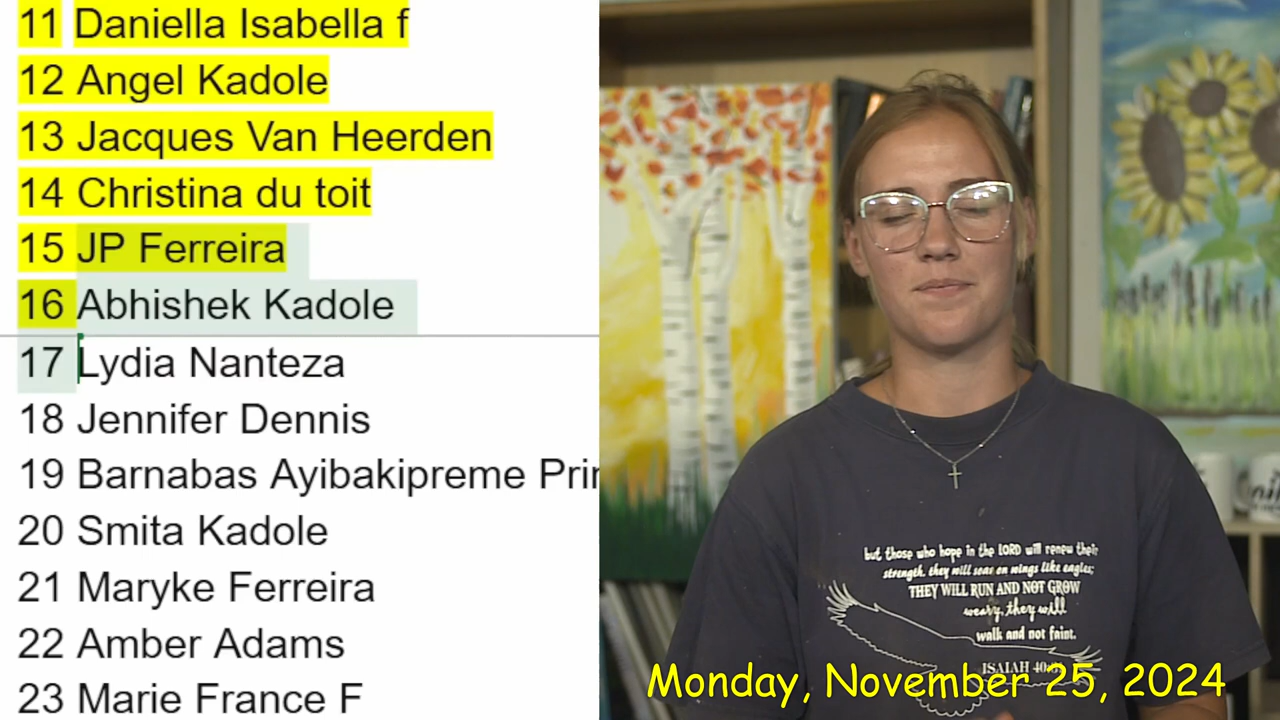 11 Daniella Isabella f
12 Angel Kadole
13 Jacques Van Heerden
14 Christina du toit
15 JP Ferreira
16 Abhishek Kadole
17 Lydia Nanteza
18 Jennifer Dennis
19 Barnabas Ayibakipreme
20 Smita Kadole
21 Maryke Ferreira
22 Amber Adams
23 Marie France F
but those who hope in the LORD will renew their
strength. they will soar on wings like eagles;
THEY WILL RUN AND NOT GROW
weary, they will
walk and not faint.
ISAIAH
Monday, November 25, 2024